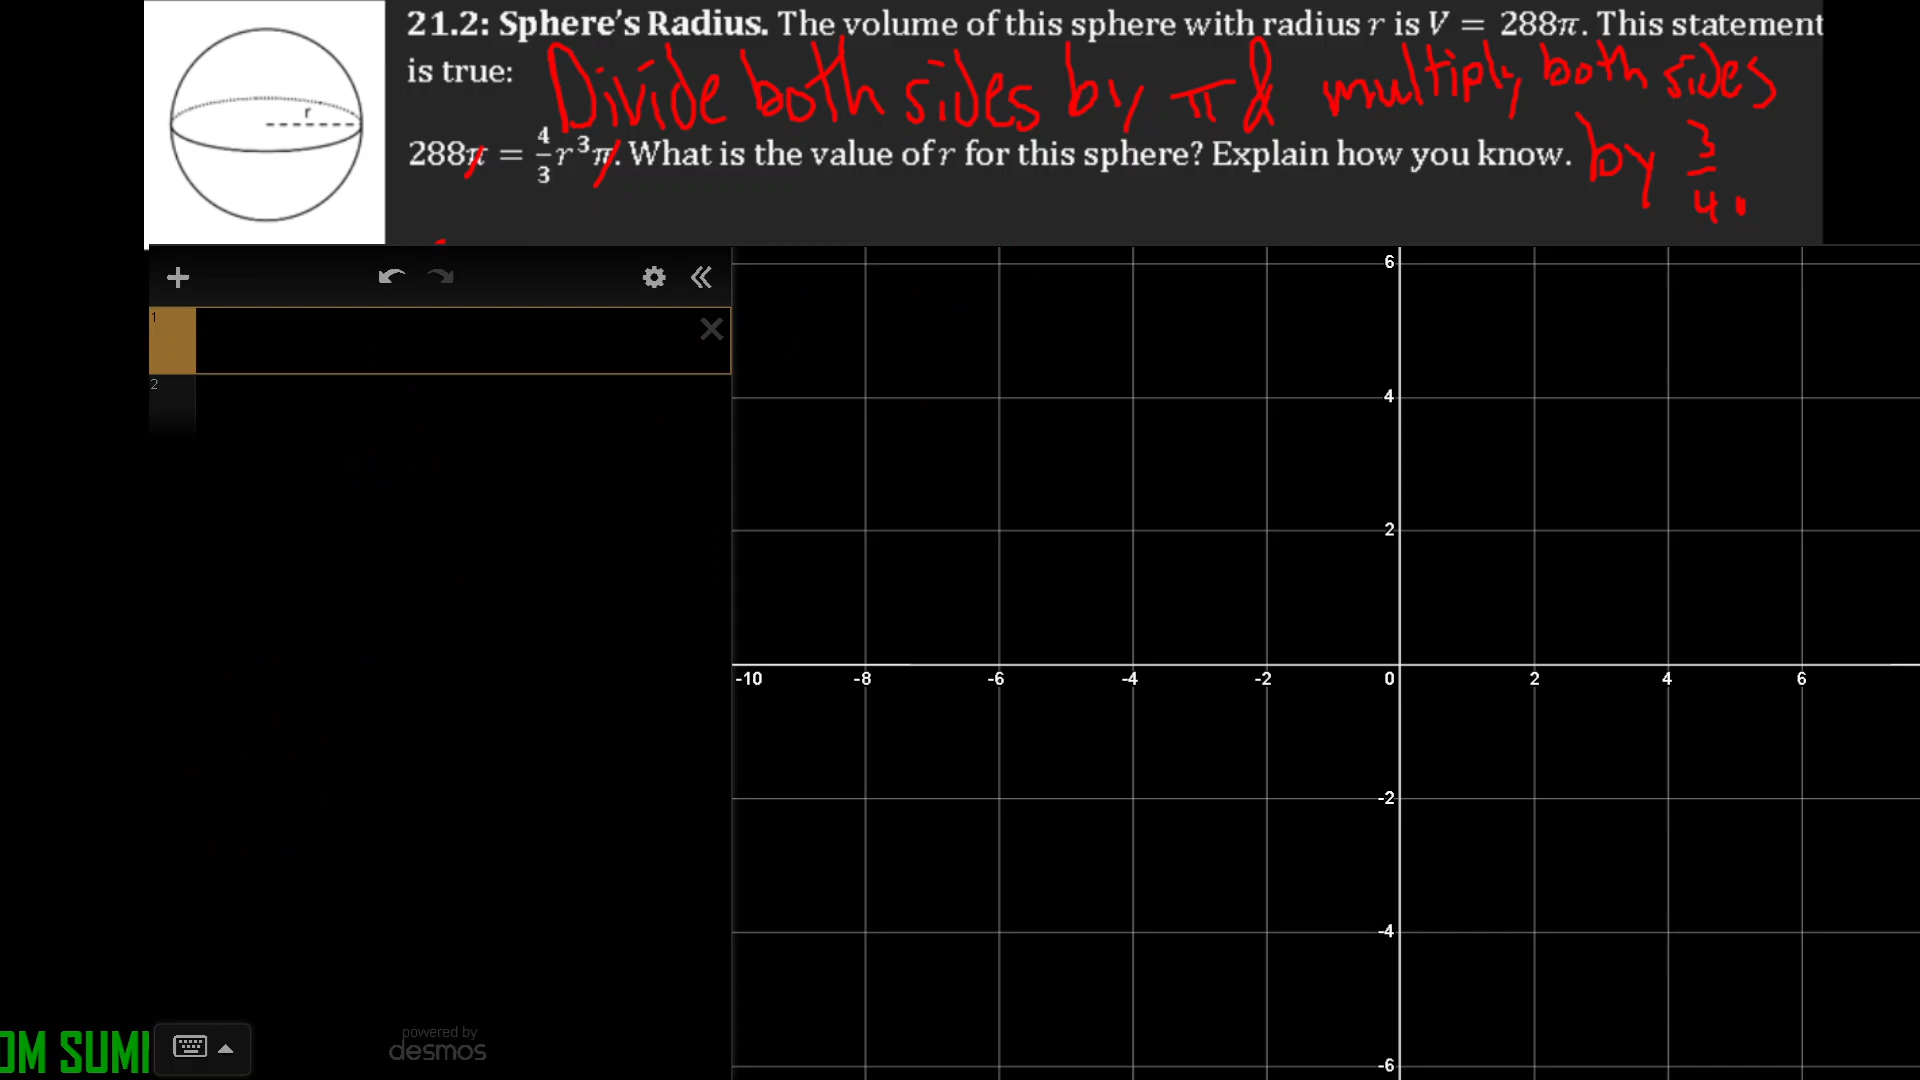 21.2: Sphere's Radius. The volume of this sphere with radius r is V = 288π. This statement
is true: Divide both sides by π & multiply both sides
288π = 4/3 r³π. What is the value of r for this sphere? Explain how you know. by 3/4.
r
1
2
powered by
desmos
OM SUMI
6
4
2
-10 -8 -6 -4 -2 0 2 4 6
-2
-4
-6